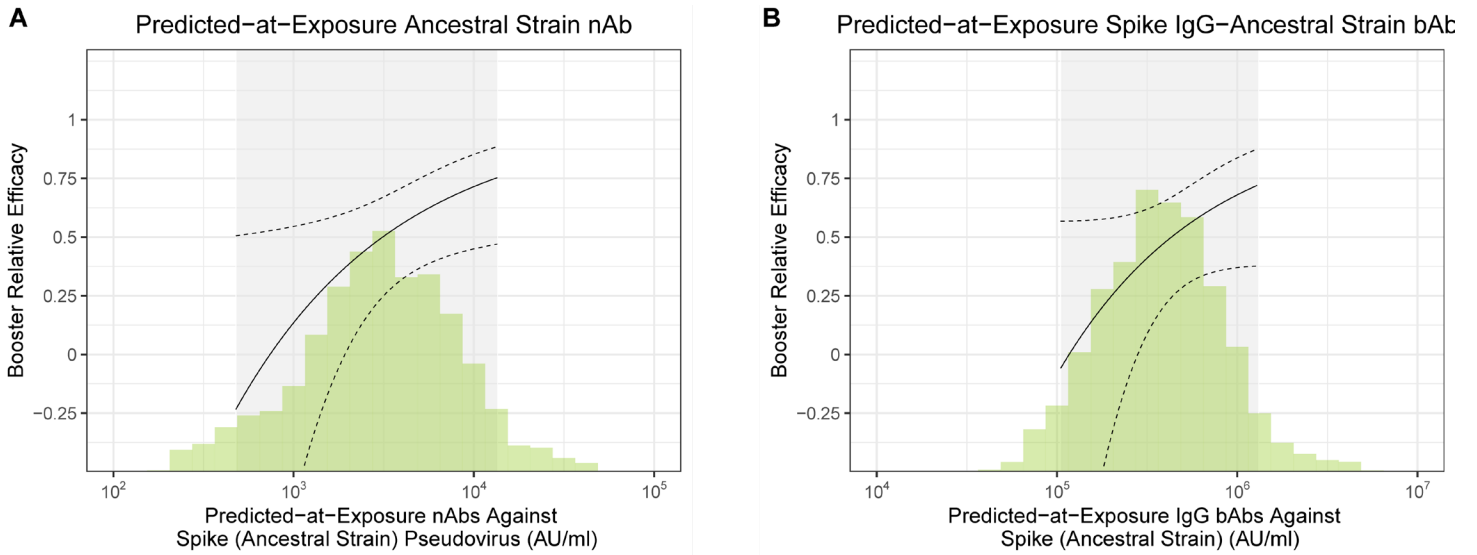 A
Predicted−at−Exposure Ancestral Strain nAb
Booster Relative Efficacy
1
0.75
0.5
0.25
0
−0.25
10²
10³
10⁴
10⁵
Predicted−at−Exposure nAbs Against
Spike (Ancestral Strain) Pseudovirus (AU/ml)
B
Predicted−at−Exposure Spike IgG−Ancestral Strain bAb
Booster Relative Efficacy
1
0.75
0.5
0.25
0
−0.25
10⁴
10⁵
10⁶
10⁷
Predicted−at−Exposure IgG bAbs Against
Spike (Ancestral Strain) (AU/ml)